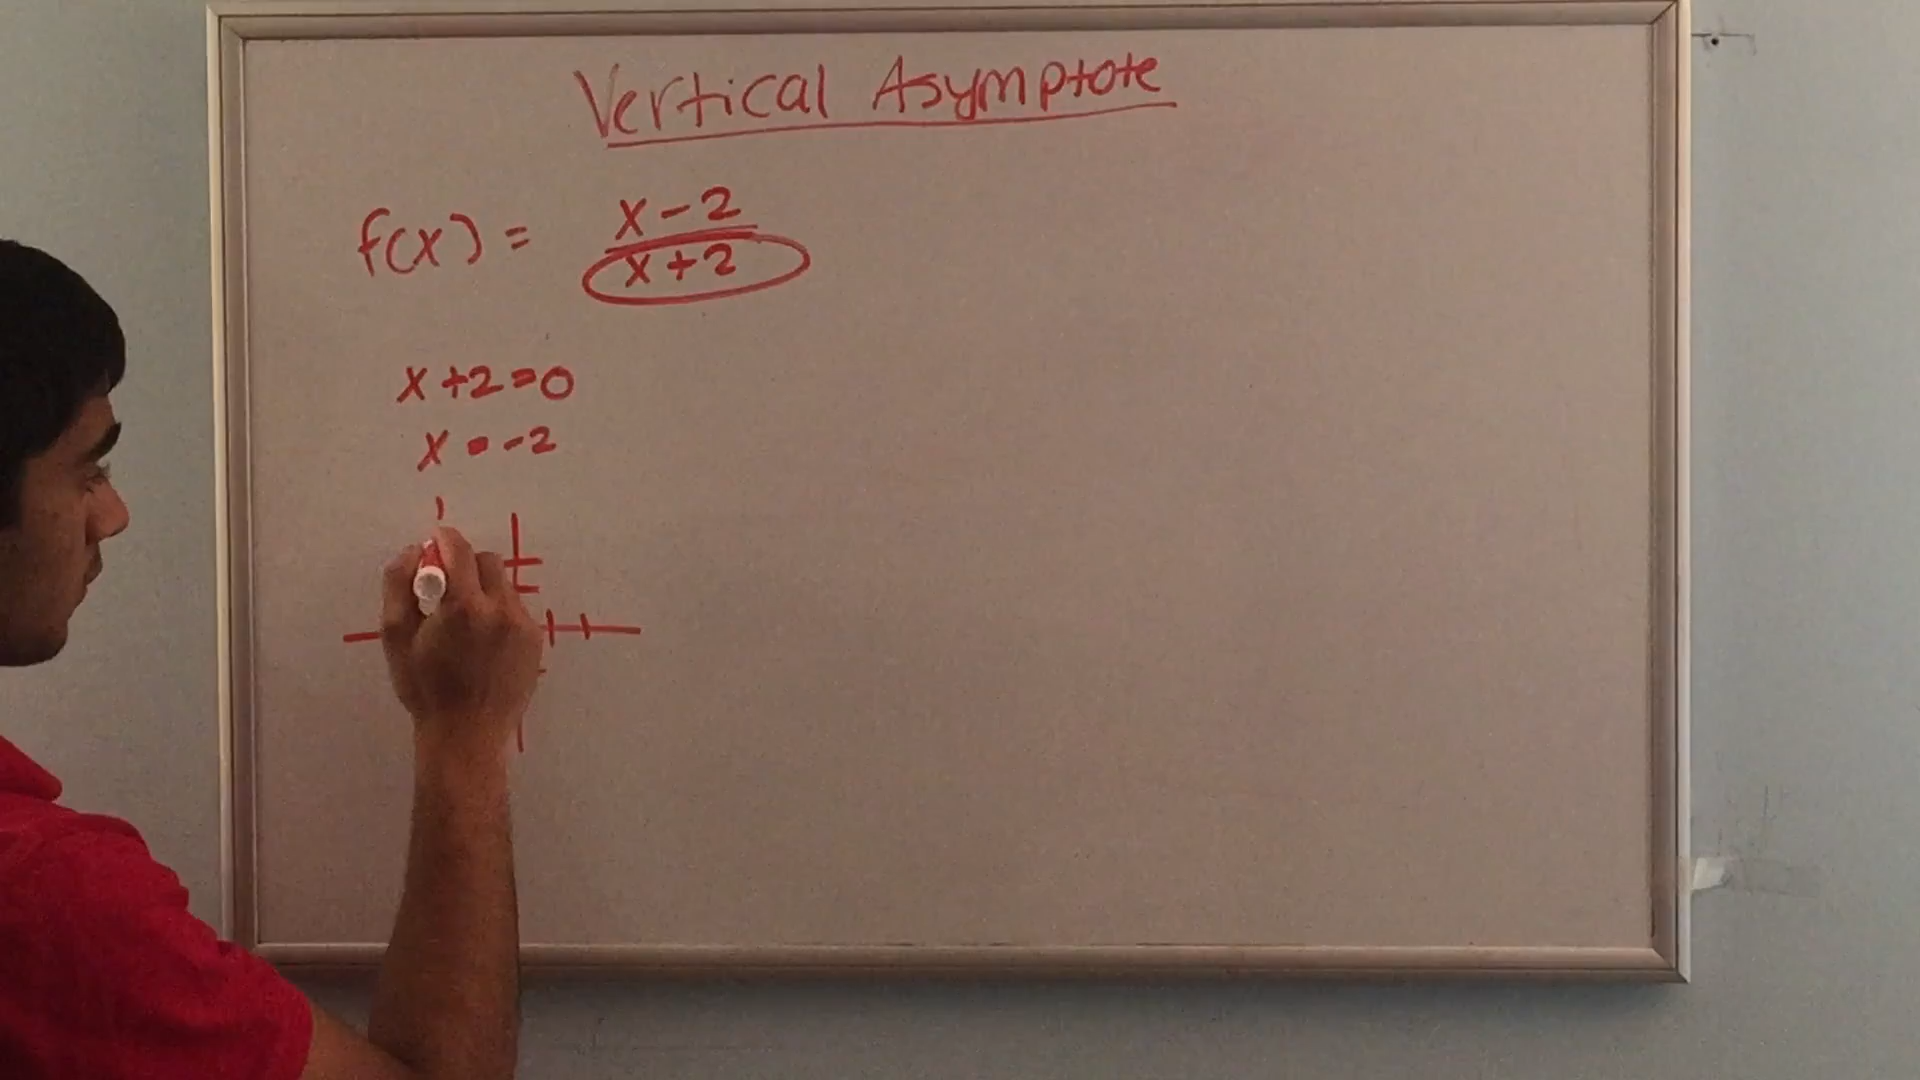 Vertical Asymptote
f(x) = x-2
x+2
x+2=0
x = -2